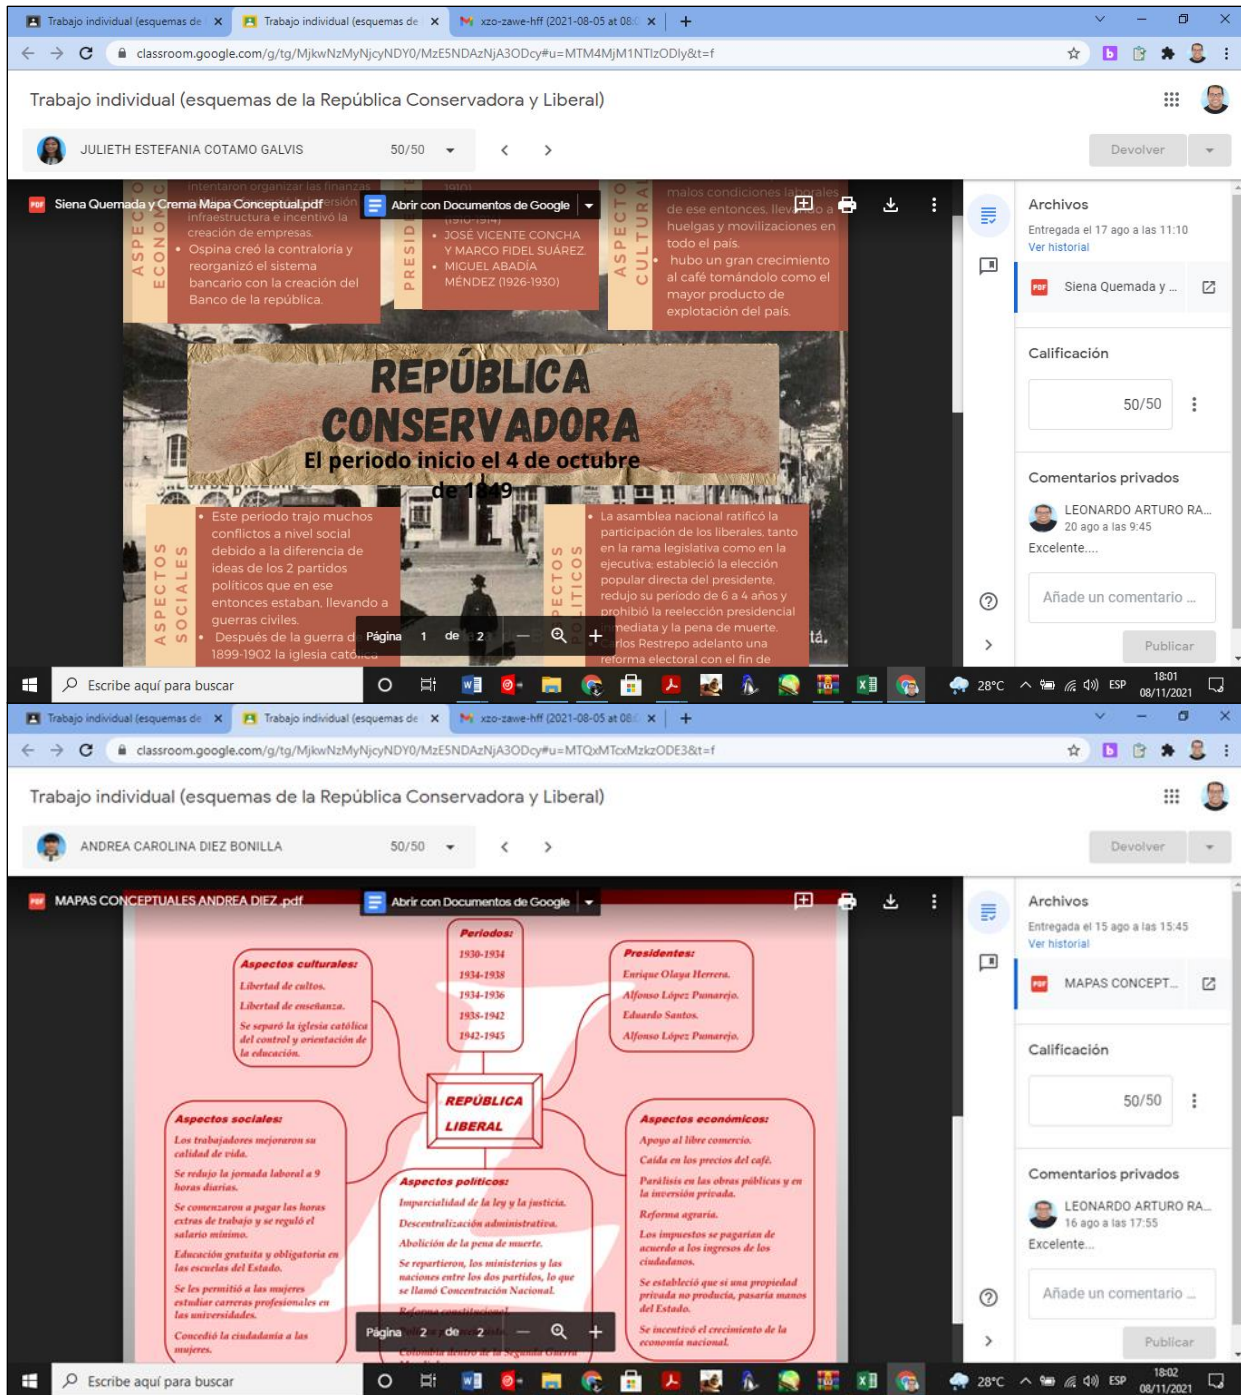 Trabajo individual (esquemas de
Trabajo individual (esquemas de
xzo-zawe-hff (2021-08-05 at 08:
classroom.google.com/g/tg/MjkwNzMyNjcyNDY0/MzE5NDAzNjA3ODcy#u=MTM4MjM1NTIzODIy&t=f
Trabajo individual (esquemas de la República Conservadora y Liberal)
JULIETH ESTEFANIA COTAMO GALVIS
50/50
Devolver
Siena Quemada y Crema Mapa Conceptual.pdf
Abrir con Documentos de Google
ASPECTO
ECONÓM
intentaron organizar las finanzas
infraestructura e incentivó la
creación de empresas.
• Ospina creó la contraloría y
reorganizó el sistema
bancario con la creación del
Banco de la república.
PRESIDENTE
1910)
(1910-1914)
• JOSÉ VICENTE CONCHA
Y MARCO FIDEL SUÁREZ.
• MIGUEL ABADÍA
MÉNDEZ (1926-1930)
ASPECTO
CULTURA
malos condiciones laborales
de ese entonces, llevando a
huelgas y movilizaciones en
todo el país.
• hubo un gran crecimiento
al café tomándolo como el
mayor producto de
explotación del país.
REPÚBLICA
CONSERVADORA
El periodo inicio el 4 de octubre
de 1849
ASPECTOS
SOCIALES
• Este periodo trajo muchos
conflictos a nivel social
debido a la diferencia de
ideas de los 2 partidos
políticos que en ese
entonces estaban, llevando a
guerras civiles.
• Después de la guerra de
1899-1902 la iglesia católica
PECTOS
POLITICOS
• La asamblea nacional ratificó la
participación de los liberales, tanto
en la rama legislativa como en la
ejecutiva; estableció la elección
popular directa del presidente,
redujo su período de 6 a 4 años y
prohibió la reelección presidencial
inmediata y la pena de muerte.
Carlos Restrepo adelanto una
reforma electoral con el fin de
tá.
Página 1 de 2
Archivos
Entregada el 17 ago a las 11:10
Ver historial
PDF Siena Quemada y ...
Calificación
50/50
Comentarios privados
LEONARDO ARTURO RA...
20 ago a las 9:45
Excelente....
Añade un comentario ...
Publicar
Escribe aquí para buscar
28°C
ESP
18:01
08/11/2021
Trabajo individual (esquemas de
Trabajo individual (esquemas de
xzo-zawe-hff (2021-08-05 at 08:
classroom.google.com/g/tg/MjkwNzMyNjcyNDY0/MzE5NDAzNjA3ODcy#u=MTQxMTcxMzkzODE3&t=f
Trabajo individual (esquemas de la República Conservadora y Liberal)
ANDREA CAROLINA DIEZ BONILLA
50/50
Devolver
MAPAS CONCEPTUALES ANDREA DIEZ .pdf
Abrir con Documentos de Google
Periodos:
1930-1934
1934-1938
1934-1936
1938-1942
1942-1945
Aspectos culturales:
Libertad de cultos.
Libertad de enseñanza.
Se separó la iglesia católica
del control y orientación de
la educación.
Presidentes:
Enrique Olaya Herrera.
Alfonso López Pumarejo.
Eduardo Santos.
Alfonso López Pumarejo.
REPÚBLICA
LIBERAL
Aspectos sociales:
Los trabajadores mejoraron su
calidad de vida.
Se redujo la jornada laboral a 9
horas diarias.
Se comenzaron a pagar las horas
extras de trabajo y se reguló el
salario mínimo.
Educación gratuita y obligatoria en
las escuelas del Estado.
Se les permitió a las mujeres
estudiar carreras profesionales en
las universidades.
Concedió la ciudadanía a las
mujeres.
Aspectos políticos:
Imparcialidad de la ley y la justicia.
Descentralización administrativa.
Abolición de la pena de muerte.
Se repartieron, los ministerios y las
naciones entre los dos partidos, lo que
se llamó Concentración Nacional.
Reforma constitucional
Colombia dentro de la Segunda Guerra
Aspectos económicos:
Apoyo al libre comercio.
Caída en los precios del café.
Parálisis en las obras públicas y en
la inversión privada.
Reforma agraria.
Los impuestos se pagarían de
acuerdo a los ingresos de los
ciudadanos.
Se estableció que si una propiedad
privada no producía, pasaría manos
del Estado.
Se incentivó el crecimiento de la
economía nacional.
Página 2 de 2
Archivos
Entregada el 15 ago a las 15:45
Ver historial
PDF MAPAS CONCEPT...
Calificación
50/50
Comentarios privados
LEONARDO ARTURO RA...
16 ago a las 17:55
Excelente...
Añade un comentario ...
Publicar
Escribe aquí para buscar
28°C
ESP
18:02
08/11/2021